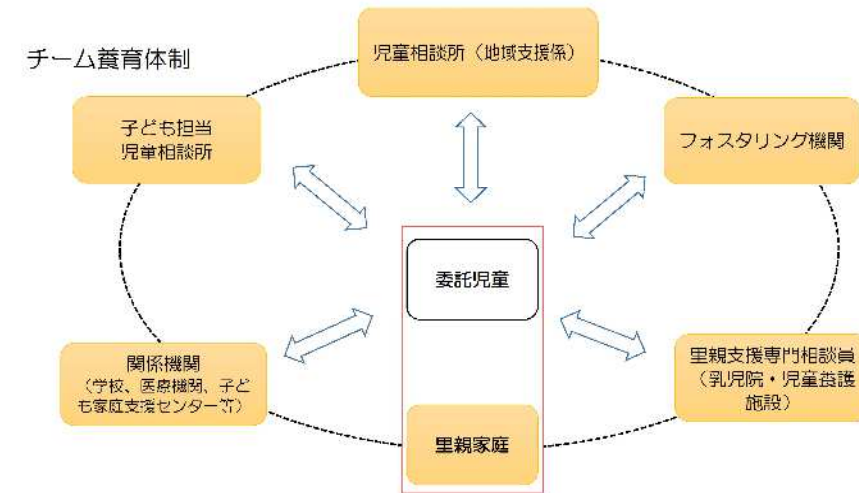 チーム養育体制
児童相談所（地域支援係）
子ども担当
児童相談所
フォスタリング機関
委託児童
関係機関
（学校、医療機関、子ど
も家庭支援センター等）
里親支援専門相談員
（乳児院・児童養護
施設）
里親家庭